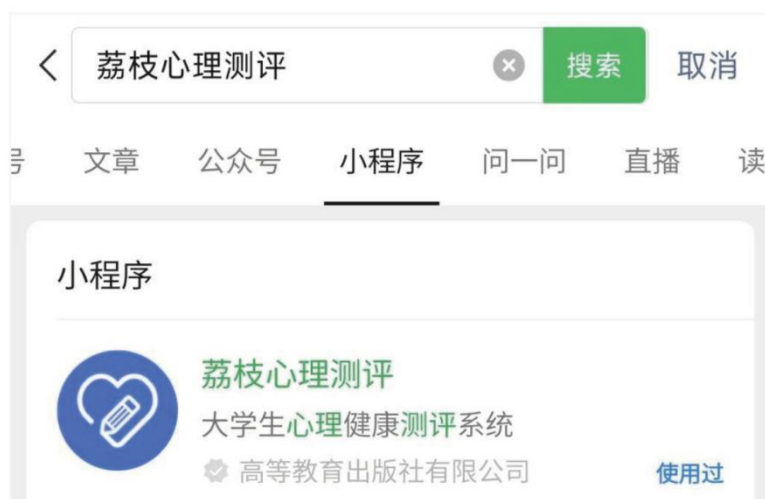 荔枝心理测评 搜索 取消
号 文章 公众号 小程序 问一问 直播 读
小程序
荔枝心理测评
大学生心理健康测评系统
高等教育出版社有限公司 使用过